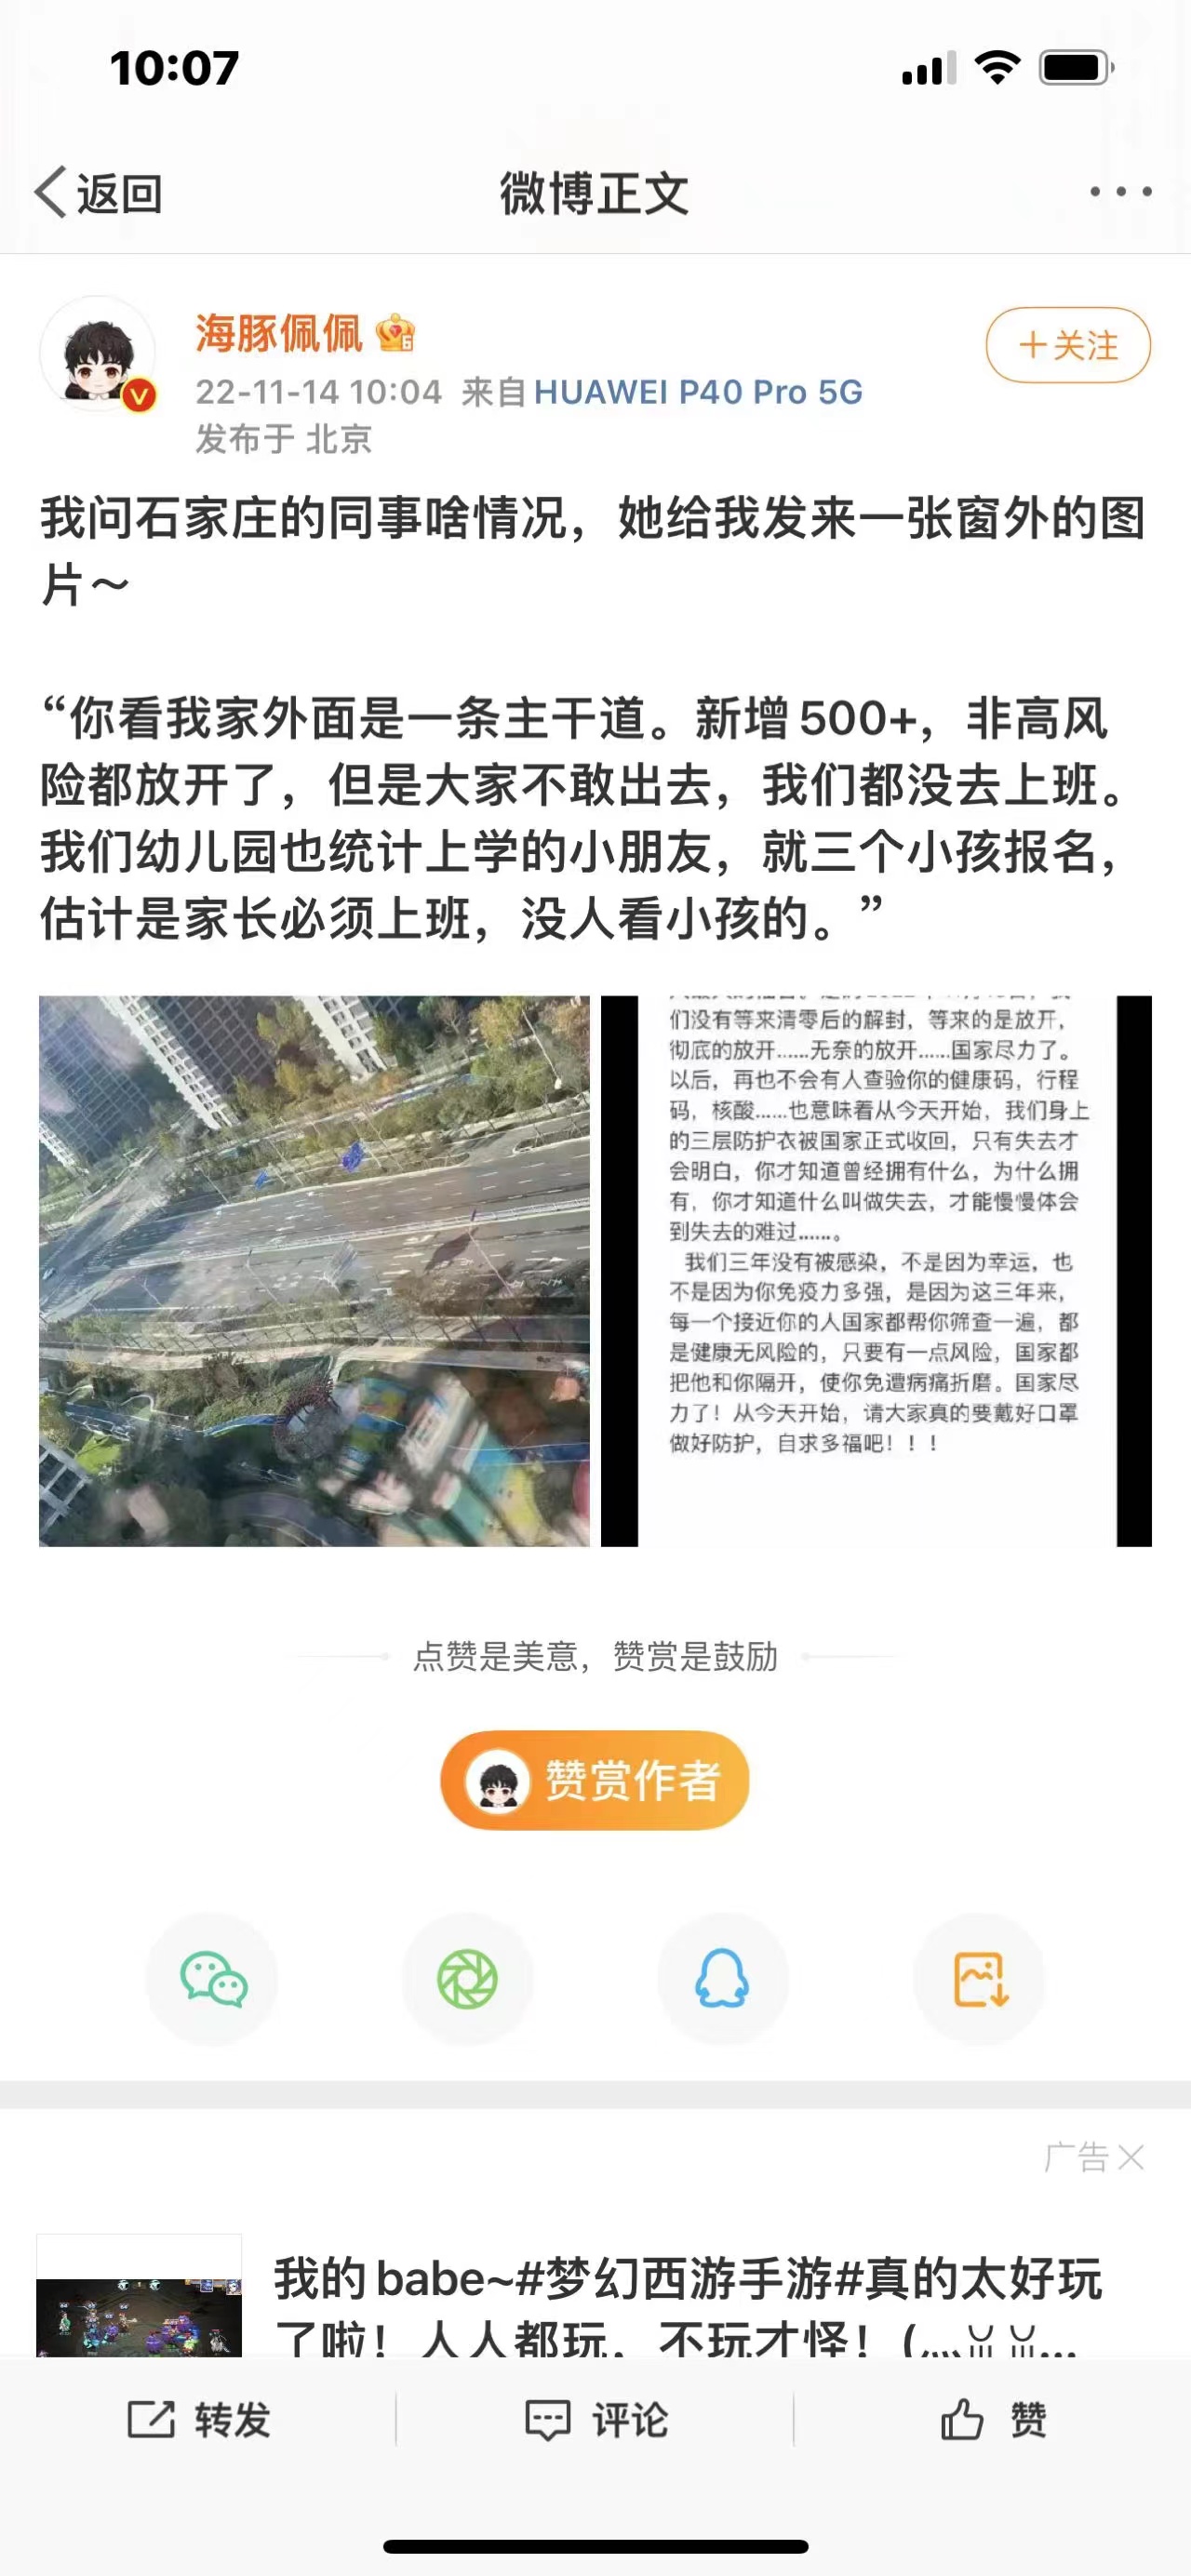 10:07
返回
微博正文
海豚佩佩
6
+关注
22-11-14 10:04 来自 HUAWEI P40 Pro 5G
发布于 北京
我问石家庄的同事啥情况，她给我发来一张窗外的图
片～
“你看我家外面是一条主干道。新增500+，非高风
险都放开了，但是大家不敢出去，我们都没去上班。
我们幼儿园也统计上学的小朋友，就三个小孩报名，
估计是家长必须上班，没人看小孩的。”
们没有等来清零后的解封，等来的是放开，
彻底的放开......无奈的放开......国家尽力了。
以后，再也不会有人查验你的健康码，行程
码，核酸......也意味着从今天开始，我们身上
的三层防护衣被国家正式收回，只有失去才
会明白，你才知道曾经拥有什么，为什么拥
有，你才知道什么叫做失去，才能慢慢体会
到失去的难过......。
我们三年没有被感染，不是因为幸运，也
不是因为你免疫力多强，是因为这三年来，
每一个接近你的人国家都帮你筛查一遍，都
是健康无风险的，只要有一点风险，国家都
把他和你隔开，使你免遭病痛折磨。国家尽
力了！从今天开始，请大家真的要戴好口罩
做好防护，自求多福吧！！！
点赞是美意，赞赏是鼓励
赞赏作者
广告
我的babe~#梦幻西游手游#真的太好玩
了啦！人人都玩，不玩才怪！
转发
评论
赞